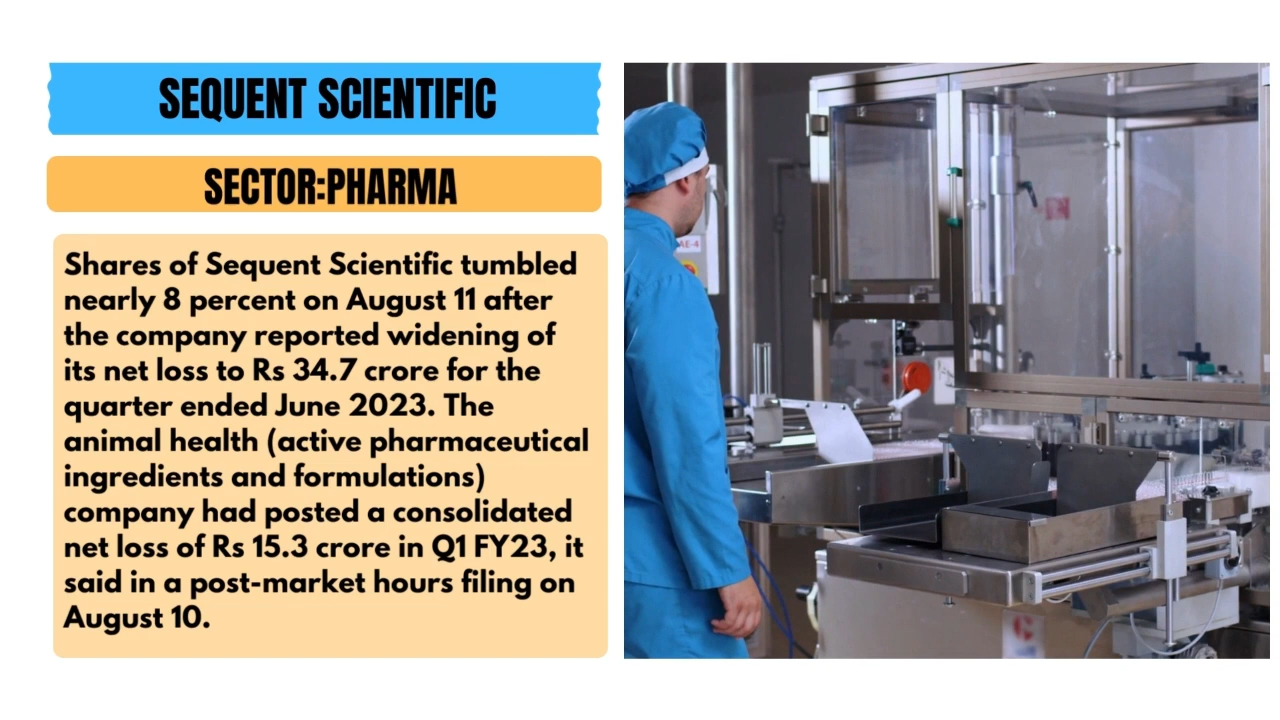 SEQUENT SCIENTIFIC
SECTOR:PHARMA
Shares of Sequent Scientific tumbled
nearly 8 percent on August 11 after
the company reported widening of
its net loss to Rs 34.7 crore for the
quarter ended June 2023. The
animal health (active pharmaceutical
ingredients and formulations)
company had posted a consolidated
net loss of Rs 15.3 crore in Q1 FY23, it
said in a post-market hours filing on
August 10.
AE-4